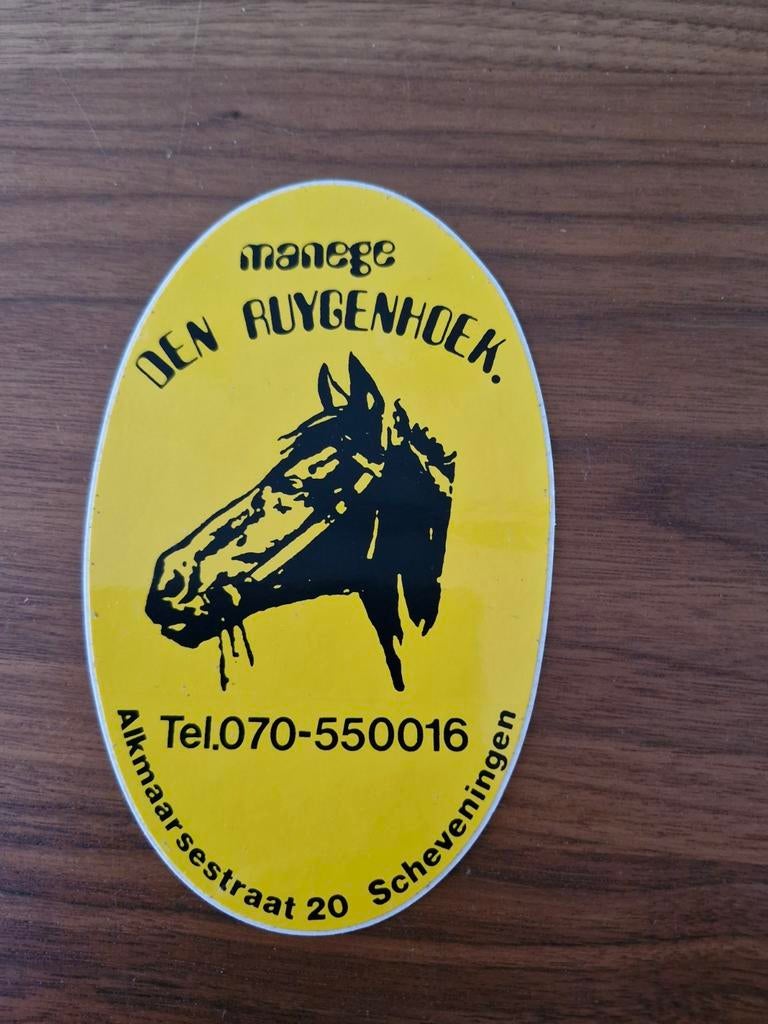 manege
DEN RUYGENHOEK.
Tel.070-550016
Alkmaarsestraat 20 Scheveningen